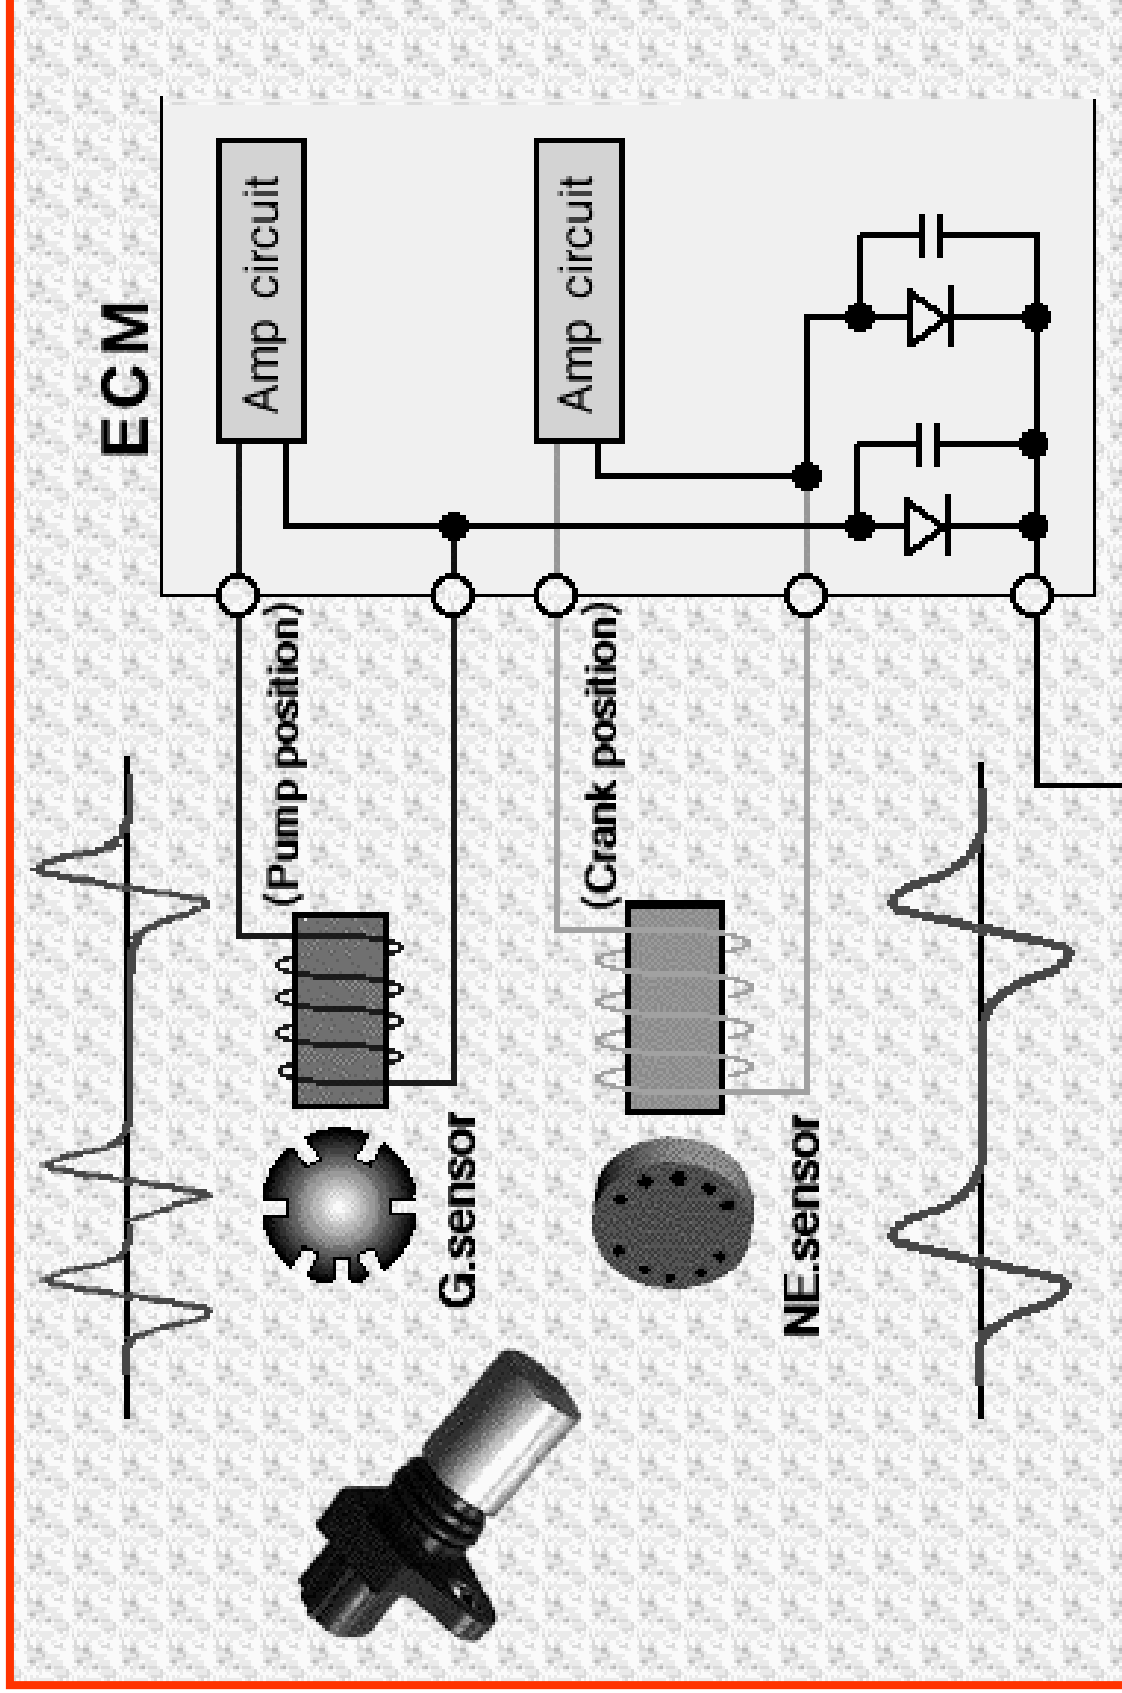 ECM
Amp circuit
Amp circuit
(Pump position)
(Crank position)
G.sensor
NE.sensor